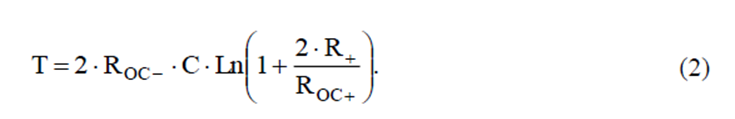 T = 2 · R_OC− · C · Ln(1 + 2 · R_+ / R_OC+). (2)